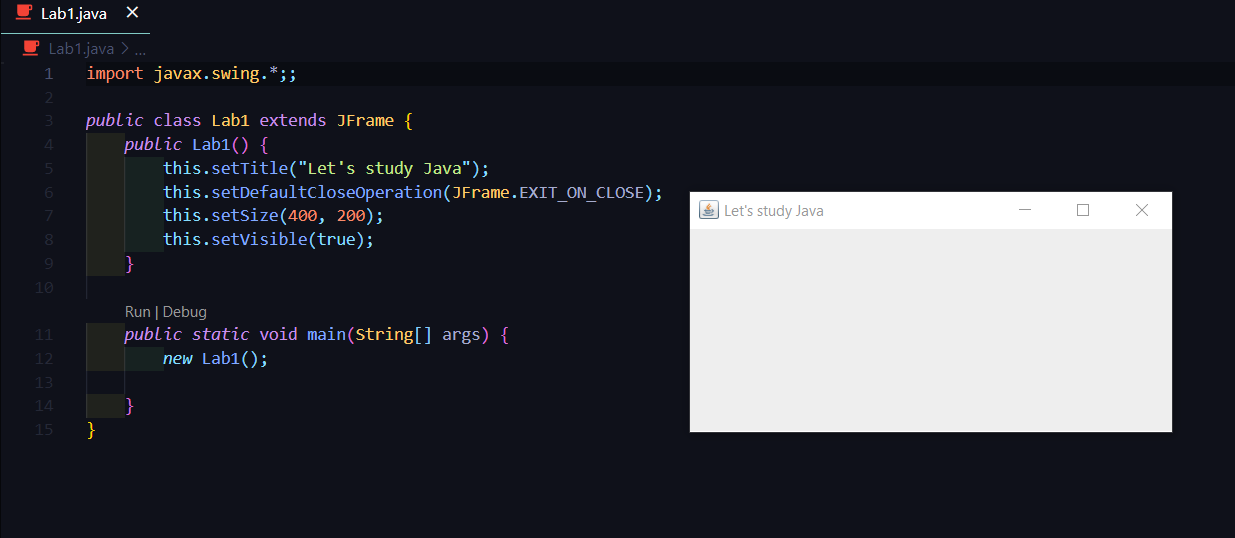 Lab1.java
Lab1.java > ...
1 import javax.swing.*;;
2
3 public class Lab1 extends JFrame {
4 public Lab1() {
5 this.setTitle("Let's study Java");
6 this.setDefaultCloseOperation(JFrame.EXIT_ON_CLOSE);
7 this.setSize(400, 200);
8 this.setVisible(true);
9 }
10
Run | Debug
11 public static void main(String[] args) {
12 new Lab1();
13
14 }
15 }
Let's study Java